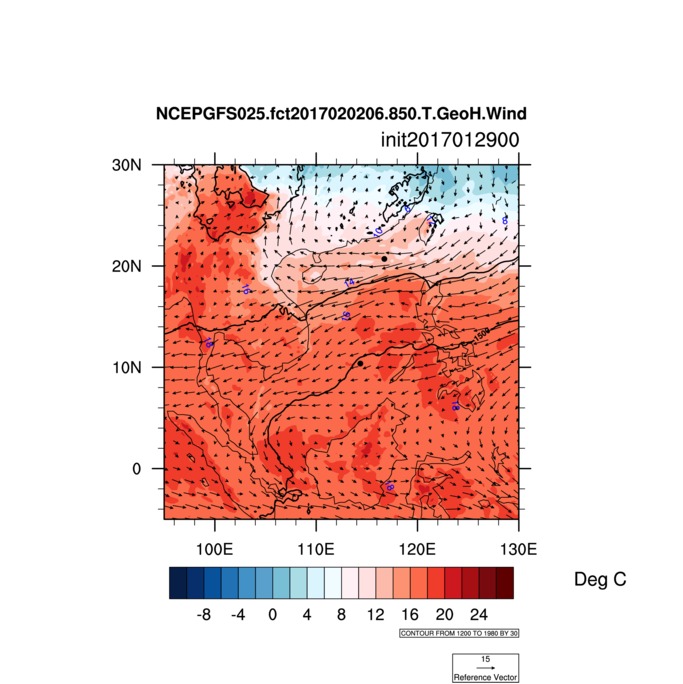 NCEPGFS025.fct2017020206.850.T.GeoH.Wind
init2017012900
30N
20N
10N
0
100E 110E 120E 130E
-8 -4 0 4 8 12 16 20 24
Deg C
CONTOUR FROM 1200 TO 1980 BY 30
15
Reference Vector